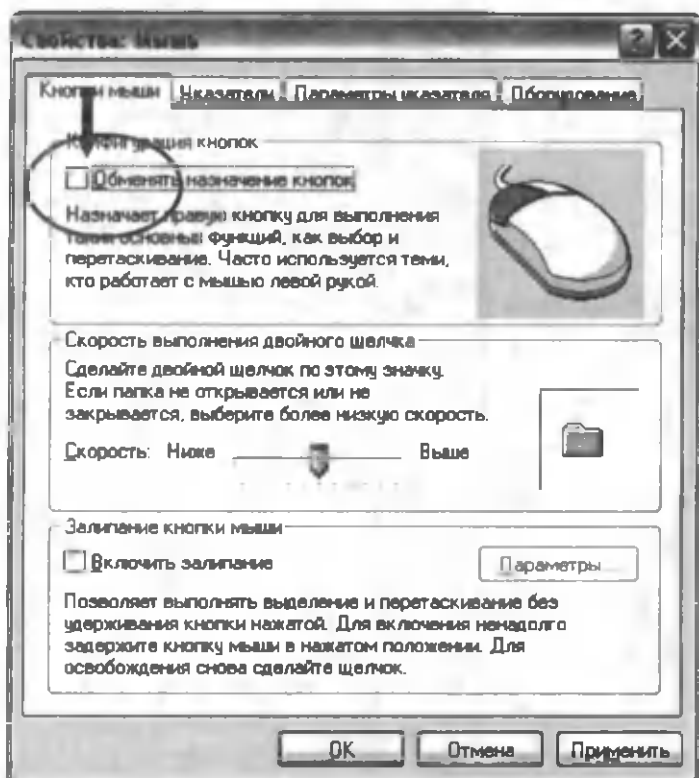 Свойства: Мышь
Кнопки мыши Указатели Параметры указателя Оборудование
Конфигурация кнопок
Обменять назначение кнопок
Назначает правую кнопку для выполнения
таких основных функций, как выбор и
перетаскивание. Часто используется теми,
кто работает с мышью левой рукой.
Скорость выполнения двойного щелчка
Сделайте двойной щелчок по этому значку.
Если папка не открывается или не
закрывается, выберите более низкую скорость.
Скорость: Ниже Выше
Залипание кнопки мыши
Включить залипание Параметры...
Позволяет выполнять выделение и перетаскивание без
удерживания кнопки нажатой. Для включения ненадолго
задержите кнопку мыши в нажатом положении. Для
освобождения снова сделайте щелчок.
OK Отмена Применить